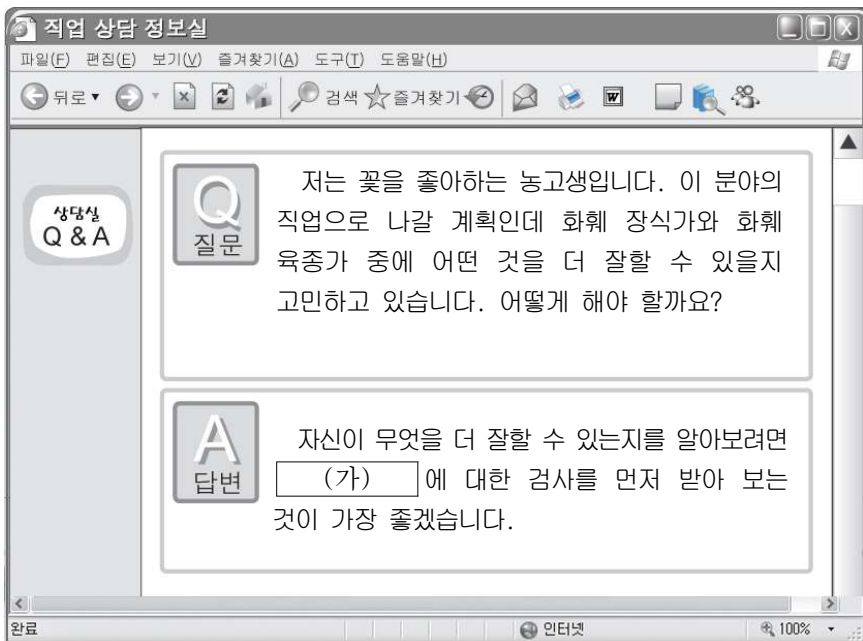 직업 상담 정보실
파일(F) 편집(E) 보기(V) 즐겨찾기(A) 도구(T) 도움말(H)
뒤로 검색 즐겨찾기
상담실
Q & A
Q
질문
저는 꽃을 좋아하는 농고생입니다. 이 분야의
직업으로 나갈 계획인데 화훼 장식가와 화훼
육종가 중에 어떤 것을 더 잘할 수 있을지
고민하고 있습니다. 어떻게 해야 할까요?
A
답변
자신이 무엇을 더 잘할 수 있는지를 알아보려면
(가) 에 대한 검사를 먼저 받아 보는
것이 가장 좋겠습니다.
완료 인터넷 100%